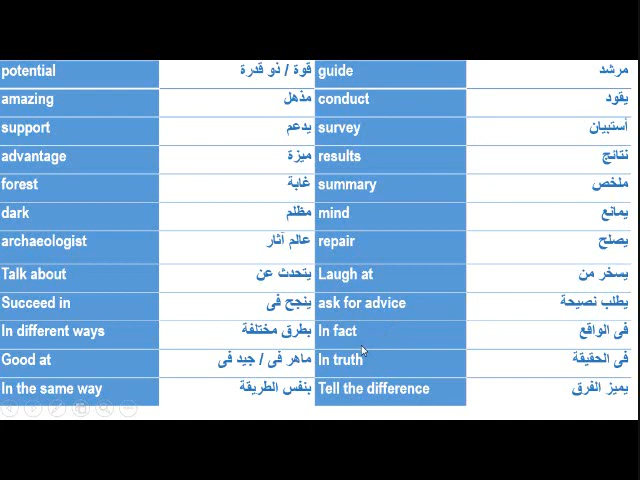 potential قوة / ذو قدرة guide مرشد
amazing مذهل conduct يقود
support يدعم survey أستبيان
advantage ميزة results نتائج
forest غابة summary ملخص
dark مظلم mind يمانع
archaeologist عالم آثار repair يصلح
Talk about يتحدث عن Laugh at يسخر من
Succeed in ينجح فى ask for advice يطلب نصيحة
In different ways بطرق مختلفة In fact فى الواقع
Good at ماهر فى / جيد فى In truth فى الحقيقة
In the same way بنفس الطريقة Tell the difference يميز الفرق